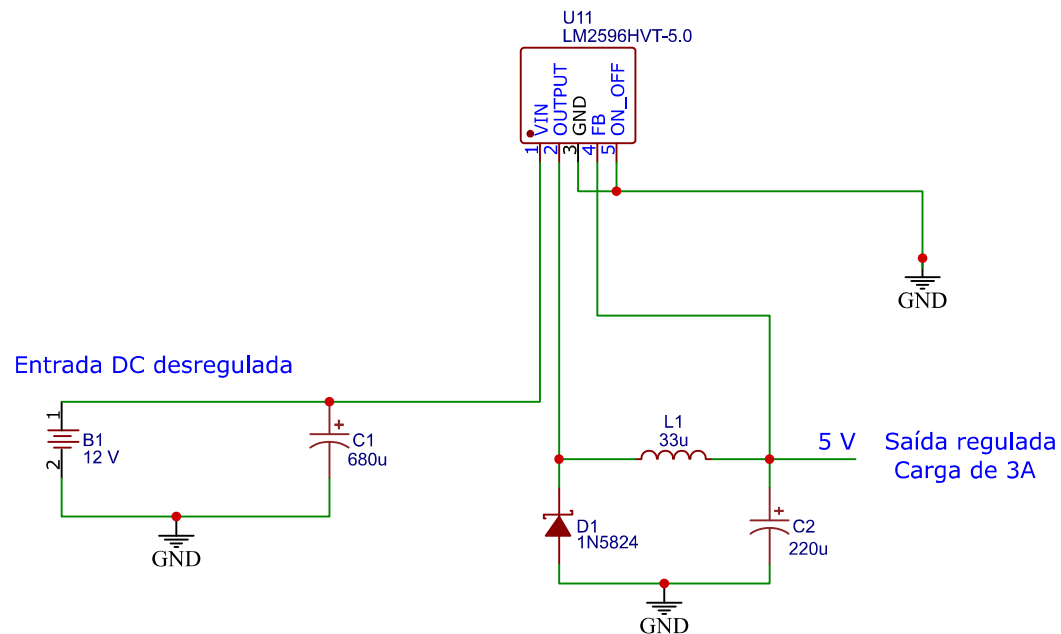 U11
LM2596HVT-5.0
VIN
OUTPUT
GND
FB
ON_OFF
1
2
3
4
5
GND
Entrada DC desregulada
1
B1
12 V
2
+
C1
680u
GND
L1
33u
5 V
Saída regulada
Carga de 3A
D1
1N5824
+
C2
220u
GND